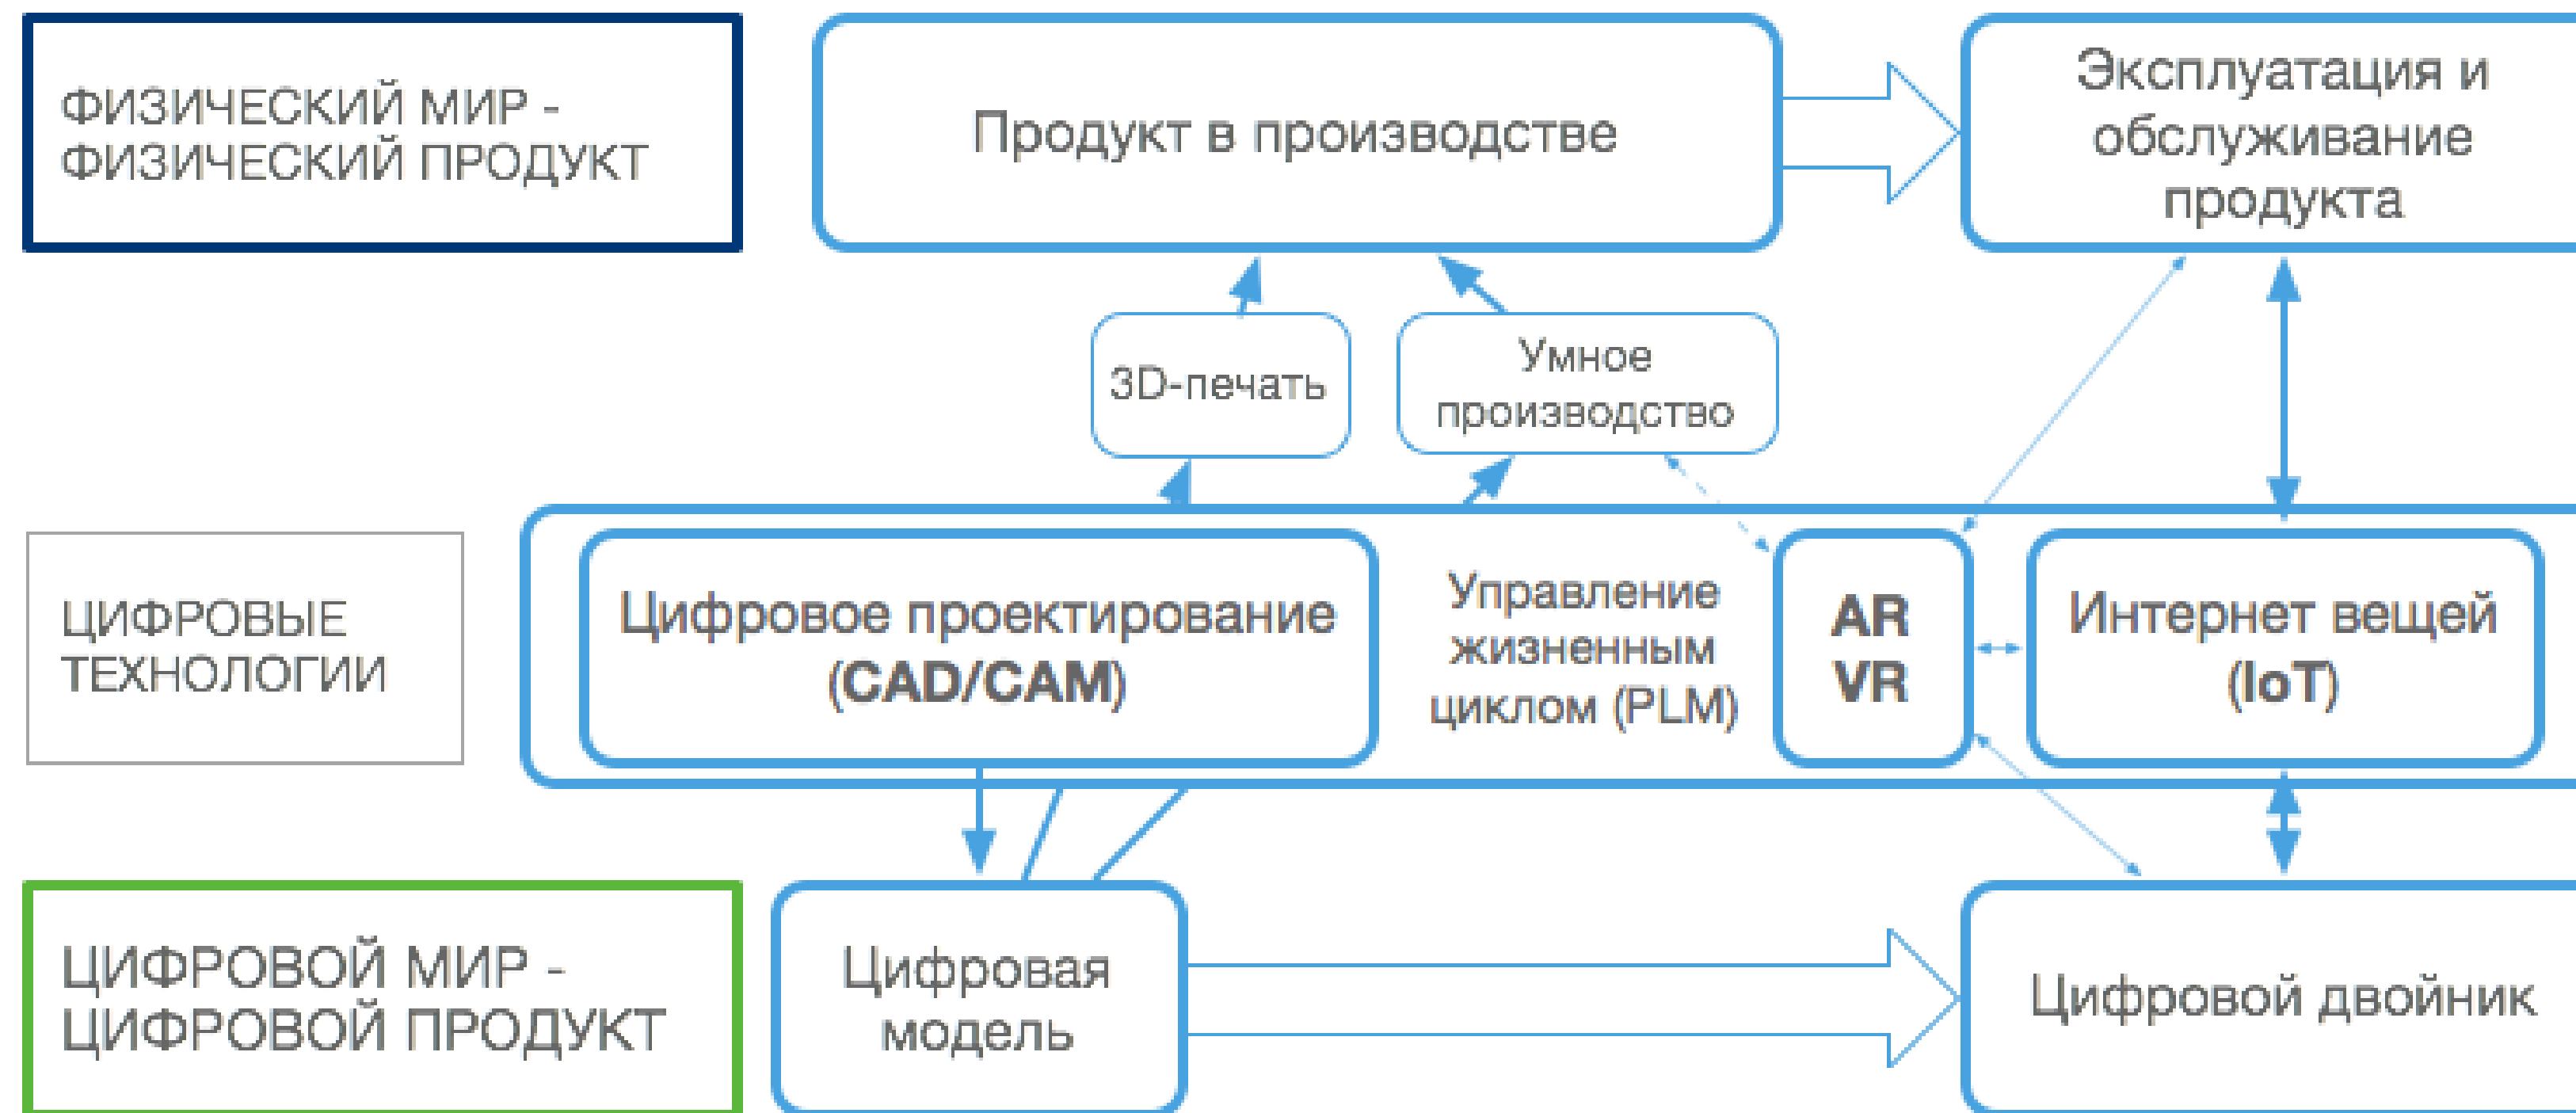 ФИЗИЧЕСКИЙ МИР -
ФИЗИЧЕСКИЙ ПРОДУКТ
Продукт в производстве
Эксплуатация и
обслуживание
продукта
3D-печать
Умное
производство
ЦИФРОВЫЕ
ТЕХНОЛОГИИ
Цифровое проектирование
(CAD/CAM)
Управление
жизненным
циклом (PLM)
AR
VR
Интернет вещей
(IoT)
ЦИФРОВОЙ МИР -
ЦИФРОВОЙ ПРОДУКТ
Цифровая
модель
Цифровой двойник